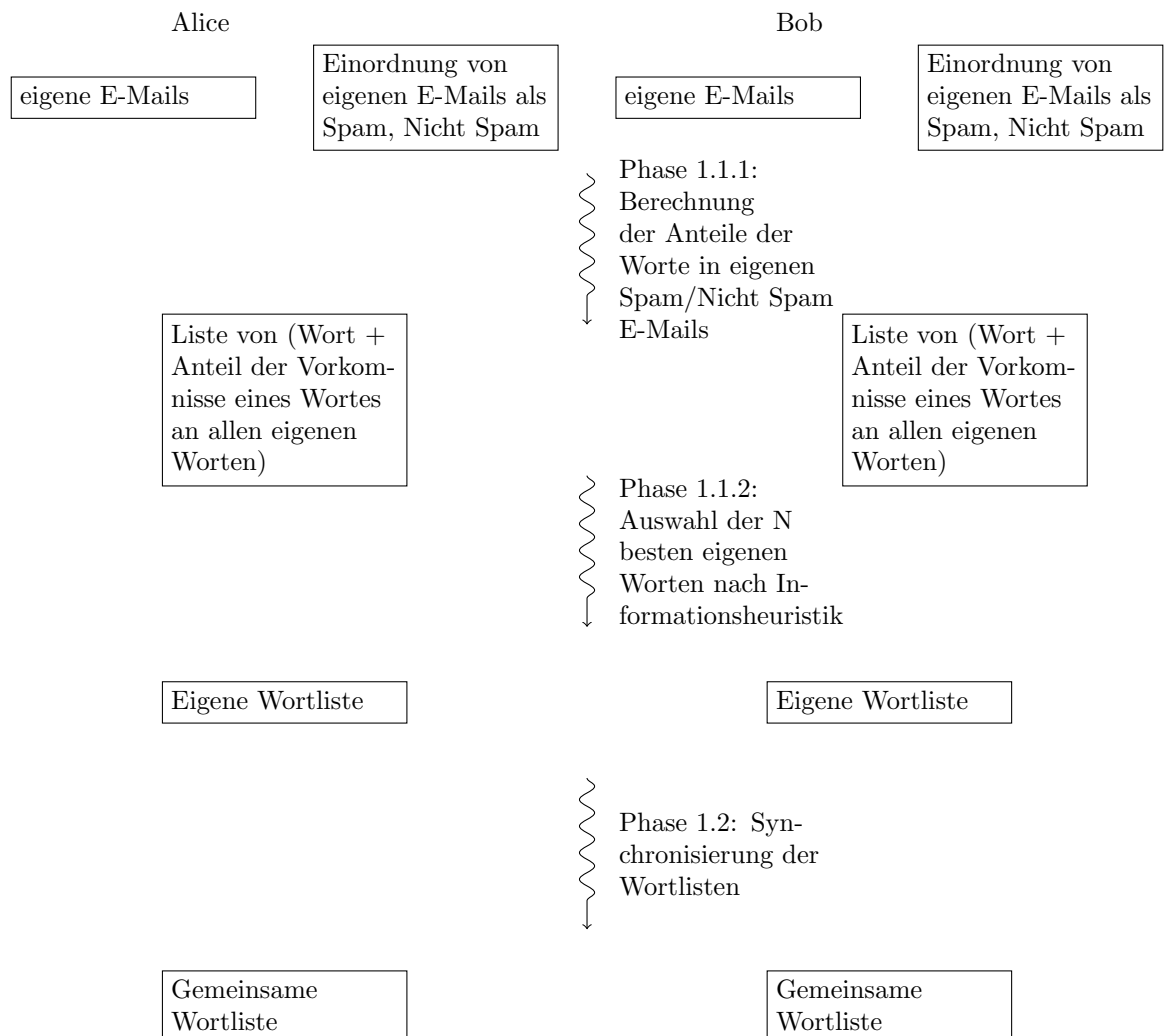 Alice
Bob
eigene E-Mails
Einordnung von
eigenen E-Mails als
Spam, Nicht Spam
eigene E-Mails
Einordnung von
eigenen E-Mails als
Spam, Nicht Spam
Phase 1.1.1:
Berechnung
der Anteile der
Worte in eigenen
Spam/Nicht Spam
E-Mails
Liste von (Wort +
Anteil der Vorkom-
nisse eines Wortes
an allen eigenen
Worten)
Liste von (Wort +
Anteil der Vorkom-
nisse eines Wortes
an allen eigenen
Worten)
Phase 1.1.2:
Auswahl der N
besten eigenen
Worten nach In-
formationsheuristik
Eigene Wortliste
Eigene Wortliste
Phase 1.2: Syn-
chronisierung der
Wortlisten
Gemeinsame
Wortliste
Gemeinsame
Wortliste